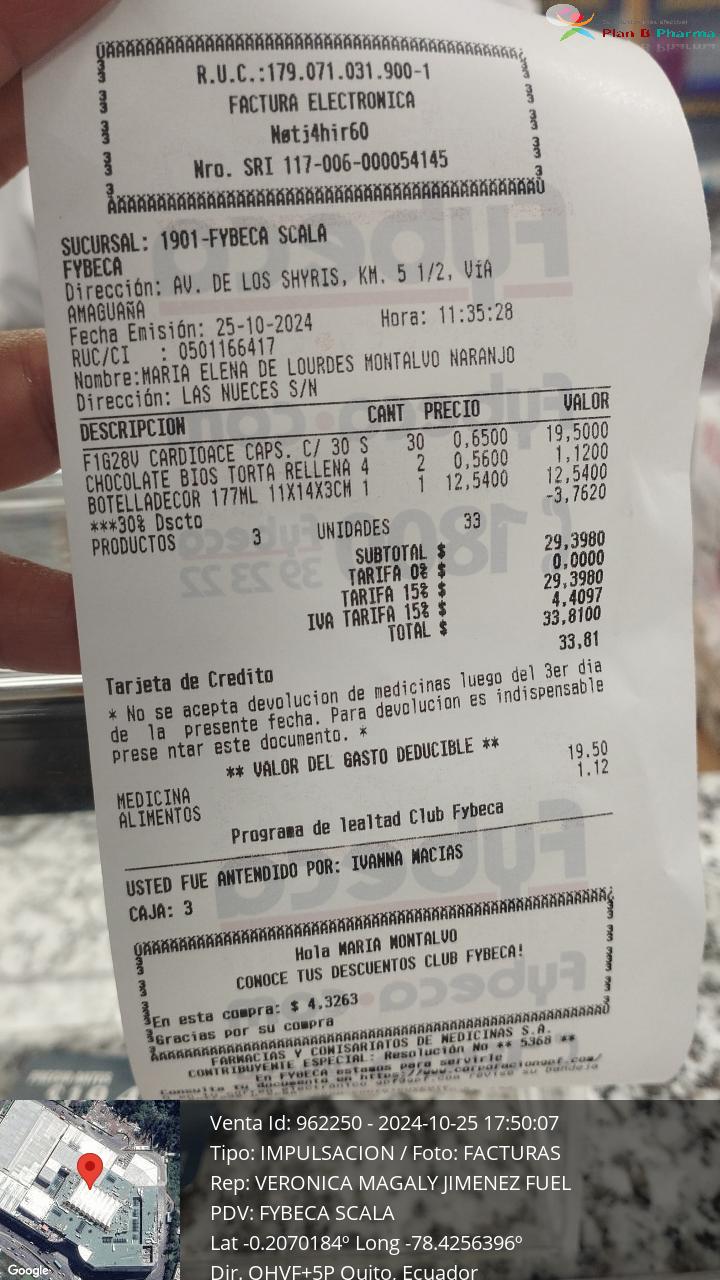 Plan B Pharma
R.U.C.:179.071.031.900-1
FACTURA ELECTRONICA
Nøtj4hir60
Nro. SRI 117-006-000054145
SUCURSAL: 1901-FYBECA SCALA
FYBECA
Dirección: AV. DE LOS SHYRIS, KM. 5 1/2, VíA
AMAGUAÑA
Fecha Emisión: 25-10-2024 Hora: 11:35:28
RUC/CI : 0501166417
Nombre:MARIA ELENA DE LOURDES MONTALVO NARANJO
Dirección: LAS NUECES S/N
DESCRIPCION CANT PRECIO VALOR
F1G28V CARDIOACE CAPS. C/ 30 S 30 0,6500 19,5000
CHOCOLATE BIOS TORTA RELLENA 4 2 0,5600 1,1200
BOTELLADECOR 177ML 11X14X3CM 1 1 12,5400 12,5400
***30% Dscto -3,7620
PRODUCTOS 3 UNIDADES 33
SUBTOTAL $ 29,3980
TARIFA 0% $ 0,0000
TARIFA 15% $ 29,3980
IVA TARIFA 15% $ 4,4097
TOTAL $ 33,8100
33,81
Tarjeta de Credito
* No se acepta devolucion de medicinas luego del 3er dia
de la presente fecha. Para devolucion es indispensable
prese ntar este documento. *
** VALOR DEL GASTO DEDUCIBLE **
MEDICINA 19.50
ALIMENTOS 1.12
Programa de lealtad Club Fybeca
USTED FUE ANTENDIDO POR: IVANNA MACIAS
CAJA: 3
Hola MARIA MONTALVO
CONOCE TUS DESCUENTOS CLUB FYBECA!
En esta compra: $ 4,3263
Gracias por su compra
FARMACIAS Y COMISARIATOS DE MEDICINAS S.A.
CONTRIBUYENTE ESPECIAL: Resolución No ** 5368 **
En FYBECA estamos para servirle
Venta Id: 962250 - 2024-10-25 17:50:07
Tipo: IMPULSACION / Foto: FACTURAS
Rep: VERONICA MAGALY JIMENEZ FUEL
PDV: FYBECA SCALA
Lat -0.2070184º Long -78.4256396º
Dir. QHVF+5P Quito, Ecuador
Google